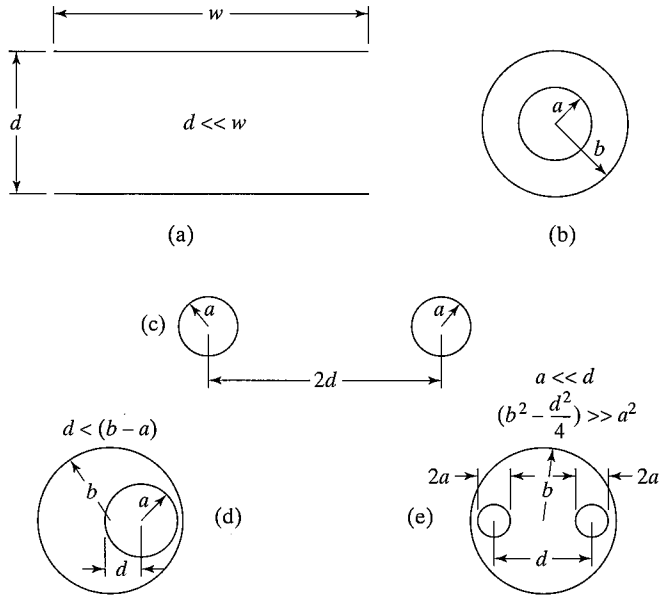 w
d
d << w
a
b
(a)
(b)
(c)
a
a
2d
a << d
(b² – d²/4) >> a²
d < (b – a)
b
a
d
(d)
(e)
2a
b
2a
d